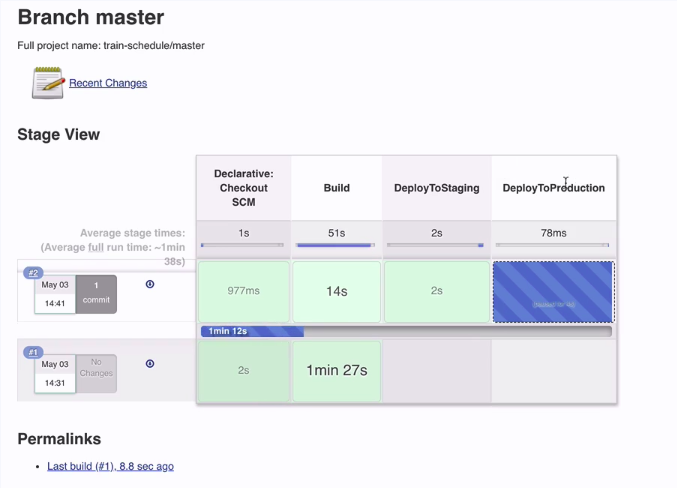 Branch master
Full project name: train-schedule/master
Recent Changes
Stage View
Declarative:
Checkout
SCM
Build
DeployToStaging
DeployToProduction
Average stage times:
(Average full run time: ~1min
38s)
1s
51s
2s
78ms
#2
May 03
14:41
1
commit
977ms
14s
2s
1min 12s
#1
May 03
14:31
No
Changes
2s
1min 27s
Permalinks
Last build (#1), 8.8 sec ago